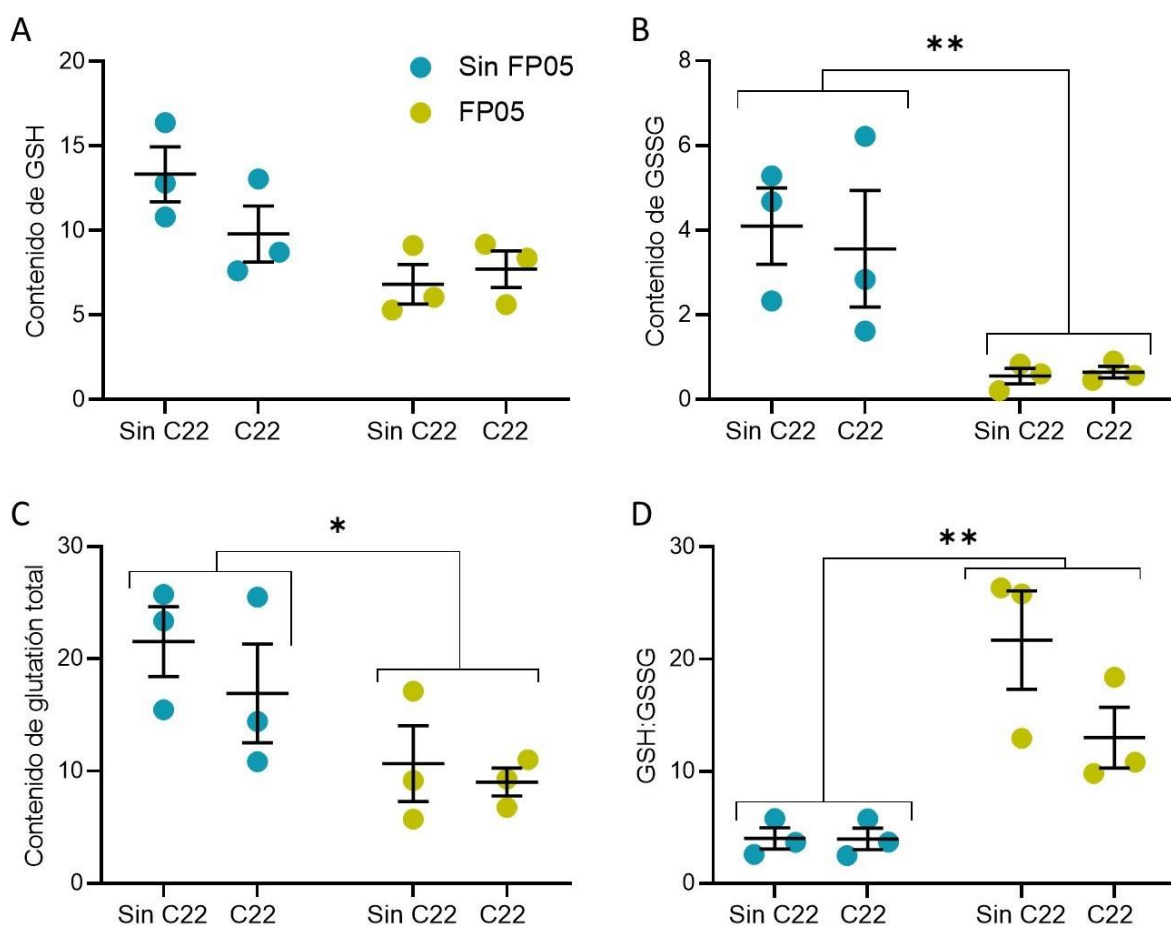 A
Contenido de GSH
20
15
10
5
0
Sin FP05
FP05
Sin C22 C22 Sin C22 C22
B
Contenido de GSSG
8
6
4
2
0
**
Sin C22 C22 Sin C22 C22
C
Contenido de glutatión total
30
20
10
0
*
Sin C22 C22 Sin C22 C22
D
GSH:GSSG
30
20
10
0
**
Sin C22 C22 Sin C22 C22